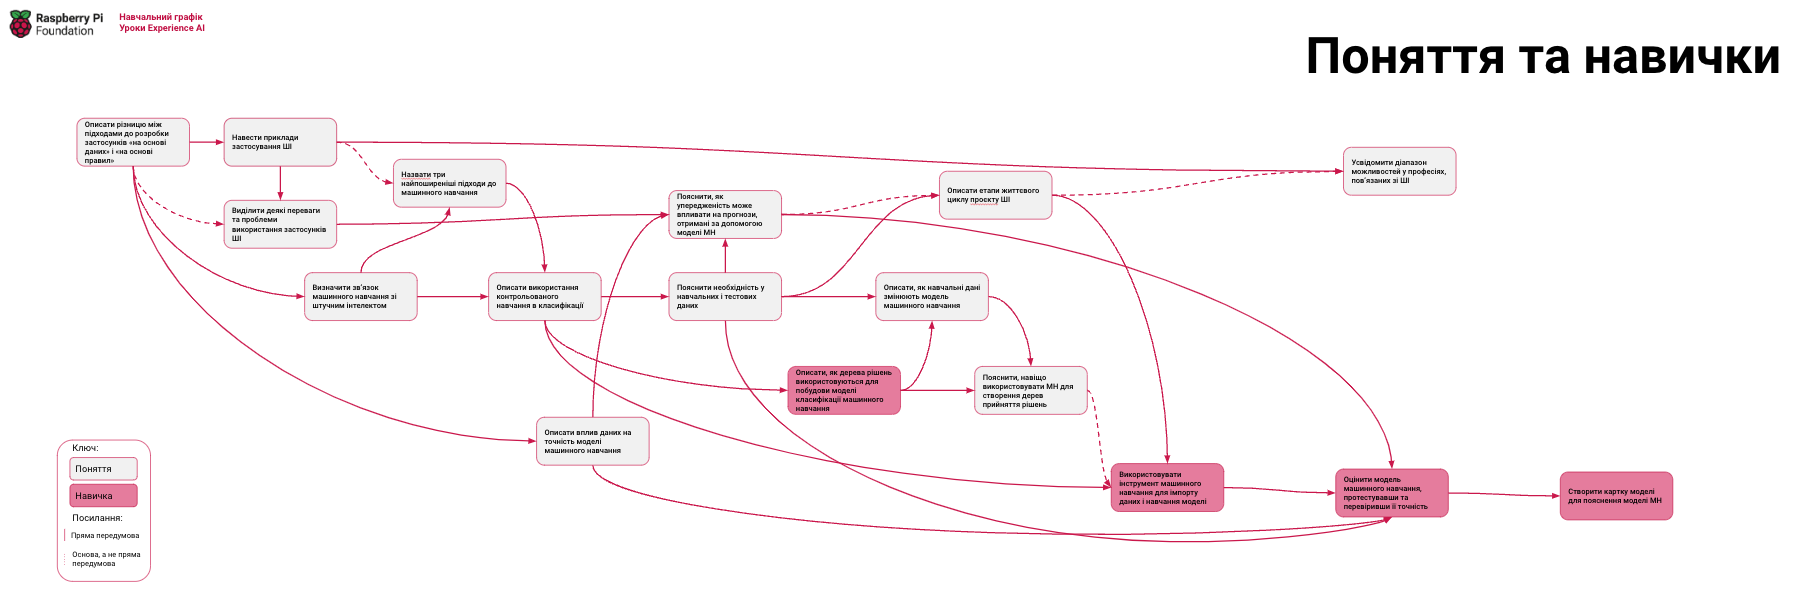 Raspberry Pi
Foundation
Навчальний графік
Уроки Experience AI
Поняття та навички
Описати різницю між
підходами до розробки
застосунків «на основі
даних» і «на основі
правил»
Навести приклади
застосування ШІ
Назвати три
найпоширеніші підходи до
машинного навчання
Усвідомити діапазон
можливостей у професіях,
пов'язаних зі ШІ
Виділити деякі переваги
та проблеми
використання застосунків
ШІ
Пояснит, як
упередженість може
впливати на прогнози,
отримані за допомогою
моделі МН
Описати етапи життєвого
циклу проєкту ШІ
Визначити зв'язок
машинного навчання зі
штучним інтелектом
Описати використання
контрольованого
навчання в класифікації
Пояснити необхідність у
навчальних і тестових
даних
Описати, як навчальні дані
змінюють модель
машинного навчання
Описати, як дерева рішень
використовуються для
побудови моделі
класифікації машинного
навчання
Пояснити, навіщо
використовувати МН для
створення дерев
прийняття рішень
Описати вплив даних на
точність моделі
машинного навчання
Використовувати
інструмент машинного
навчання для імпорту
даних і навчання моделі
Оцінити модель
машинного навчання,
протестувавши та
перевіривши її точність
Створити картку моделі
для пояснення моделі МН
Ключ:
Поняття
Навичка
Посилання:
Пряма передумова
Основа, а не пряма
передумова